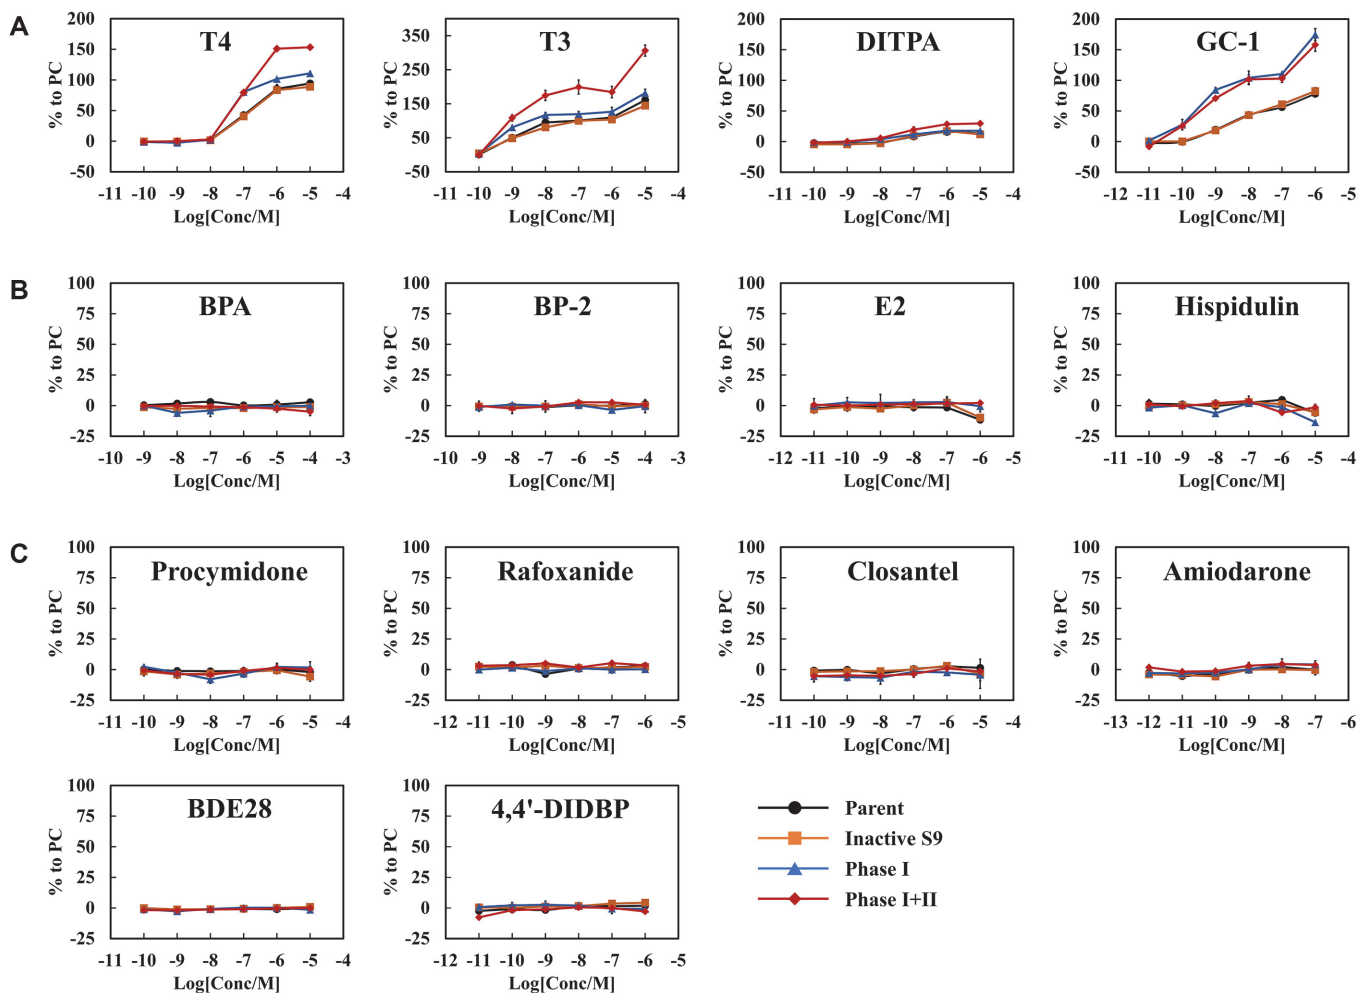 A
T4
% to PC
200
150
100
50
0
-50
-11 -10 -9 -8 -7 -6 -5 -4
Log[Conc/M]
T3
% to PC
350
250
150
50
-50
-11 -10 -9 -8 -7 -6 -5 -4
Log[Conc/M]
DITPA
% to PC
200
150
100
50
0
-50
-11 -10 -9 -8 -7 -6 -5 -4
Log[Conc/M]
GC-1
% to PC
200
150
100
50
0
-50
-12 -11 -10 -9 -8 -7 -6 -5
Log[Conc/M]
B
BPA
% to PC
100
75
50
25
0
-25
-10 -9 -8 -7 -6 -5 -4 -3
Log[Conc/M]
BP-2
% to PC
100
75
50
25
0
-25
-10 -9 -8 -7 -6 -5 -4 -3
Log[Conc/M]
E2
% to PC
100
75
50
25
0
-25
-12 -11 -10 -9 -8 -7 -6 -5
Log[Conc/M]
Hispidulin
% to PC
100
75
50
25
0
-25
-11 -10 -9 -8 -7 -6 -5 -4
Log[Conc/M]
C
Procymidone
% to PC
100
75
50
25
0
-25
-11 -10 -9 -8 -7 -6 -5 -4
Log[Conc/M]
Rafoxanide
% to PC
100
75
50
25
0
-25
-12 -11 -10 -9 -8 -7 -6 -5
Log[Conc/M]
Closantel
% to PC
100
75
50
25
0
-25
-11 -10 -9 -8 -7 -6 -5 -4
Log[Conc/M]
Amiodarone
% to PC
100
75
50
25
0
-25
-13 -12 -11 -10 -9 -8 -7 -6
Log[Conc/M]
BDE28
% to PC
100
75
50
25
0
-25
-11 -10 -9 -8 -7 -6 -5 -4
Log[Conc/M]
4,4'-DIDBP
% to PC
100
75
50
25
0
-25
-12 -11 -10 -9 -8 -7 -6 -5
Log[Conc/M]
Parent
Inactive S9
Phase I
Phase I+II